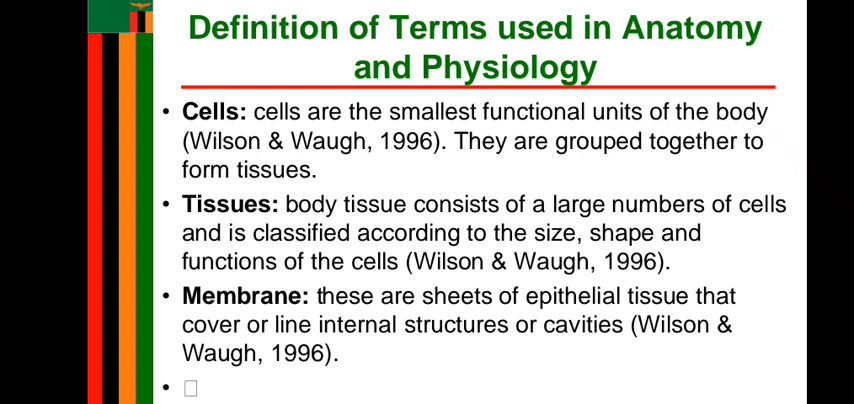 Definition of Terms used in Anatomy
and Physiology
• Cells: cells are the smallest functional units of the body
(Wilson & Waugh, 1996). They are grouped together to
form tissues.
• Tissues: body tissue consists of a large numbers of cells
and is classified according to the size, shape and
functions of the cells (Wilson & Waugh, 1996).
• Membrane: these are sheets of epithelial tissue that
cover or line internal structures or cavities (Wilson &
Waugh, 1996).
• □